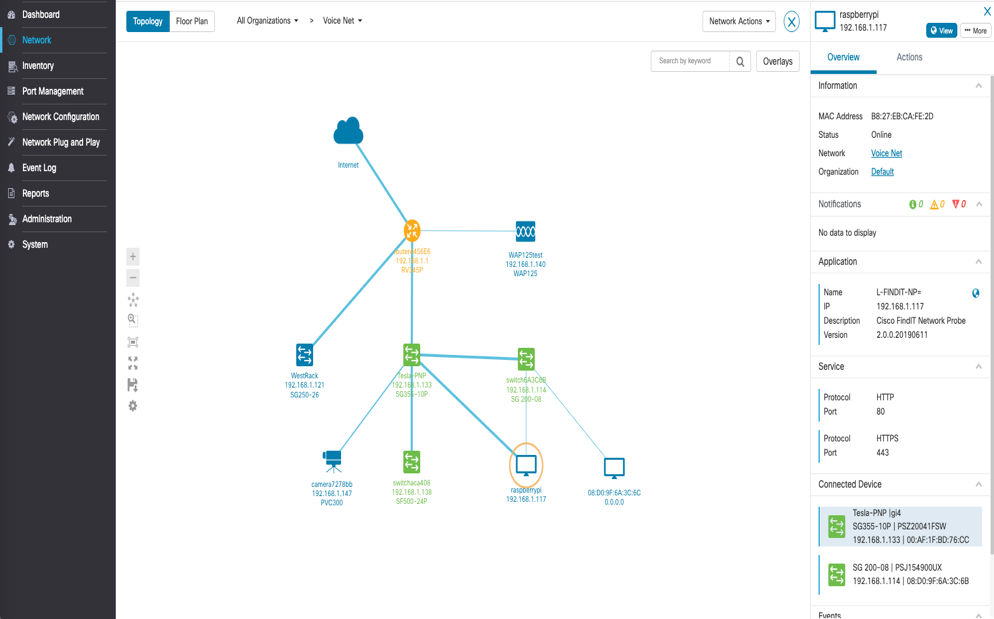 Dashboard
Network
Inventory
Port Management
Network Configuration
Network Plug and Play
Event Log
Reports
Administration
System
Topology
Floor Plan
All Organizations
>
Voice Net
Network Actions
X
Search by keyword
Overlays
Internet
192.168.1.1
WAP125test
192.168.1.140
WAP125
WestRack
192.168.1.121
SG250-26
Tesla-PNP
192.168.1.133
SG355-10P
switch6A3C6B
192.168.1.114
SG 200-08
camera7278bb
192.168.1.147
PVC300
switchaca408
192.168.1.138
SF500-24P
raspberrypi
192.168.1.117
08:D0:9F:6A:3C:6C
0.0.0.0
raspberrypi
192.168.1.117
X
View
••• More
Overview
Actions
Information
MAC Address B8:27:EB:CA:FE:2D
Status Online
Network Voice Net
Organization Default
Notifications 0 0 0
No data to display
Application
Name L-FINDIT-NP=
IP 192.168.1.117
Description Cisco FindIT Network Probe
Version 2.0.0.20190611
Service
Protocol HTTP
Port 80
Protocol HTTPS
Port 443
Connected Device
Tesla-PNP |gi4
SG355-10P | PSZ20041FSW
192.168.1.133 | 00:AF:1F:BD:76:CC
SG 200-08 | PSJ154900UX
192.168.1.114 | 08:D0:9F:6A:3C:6B
Events